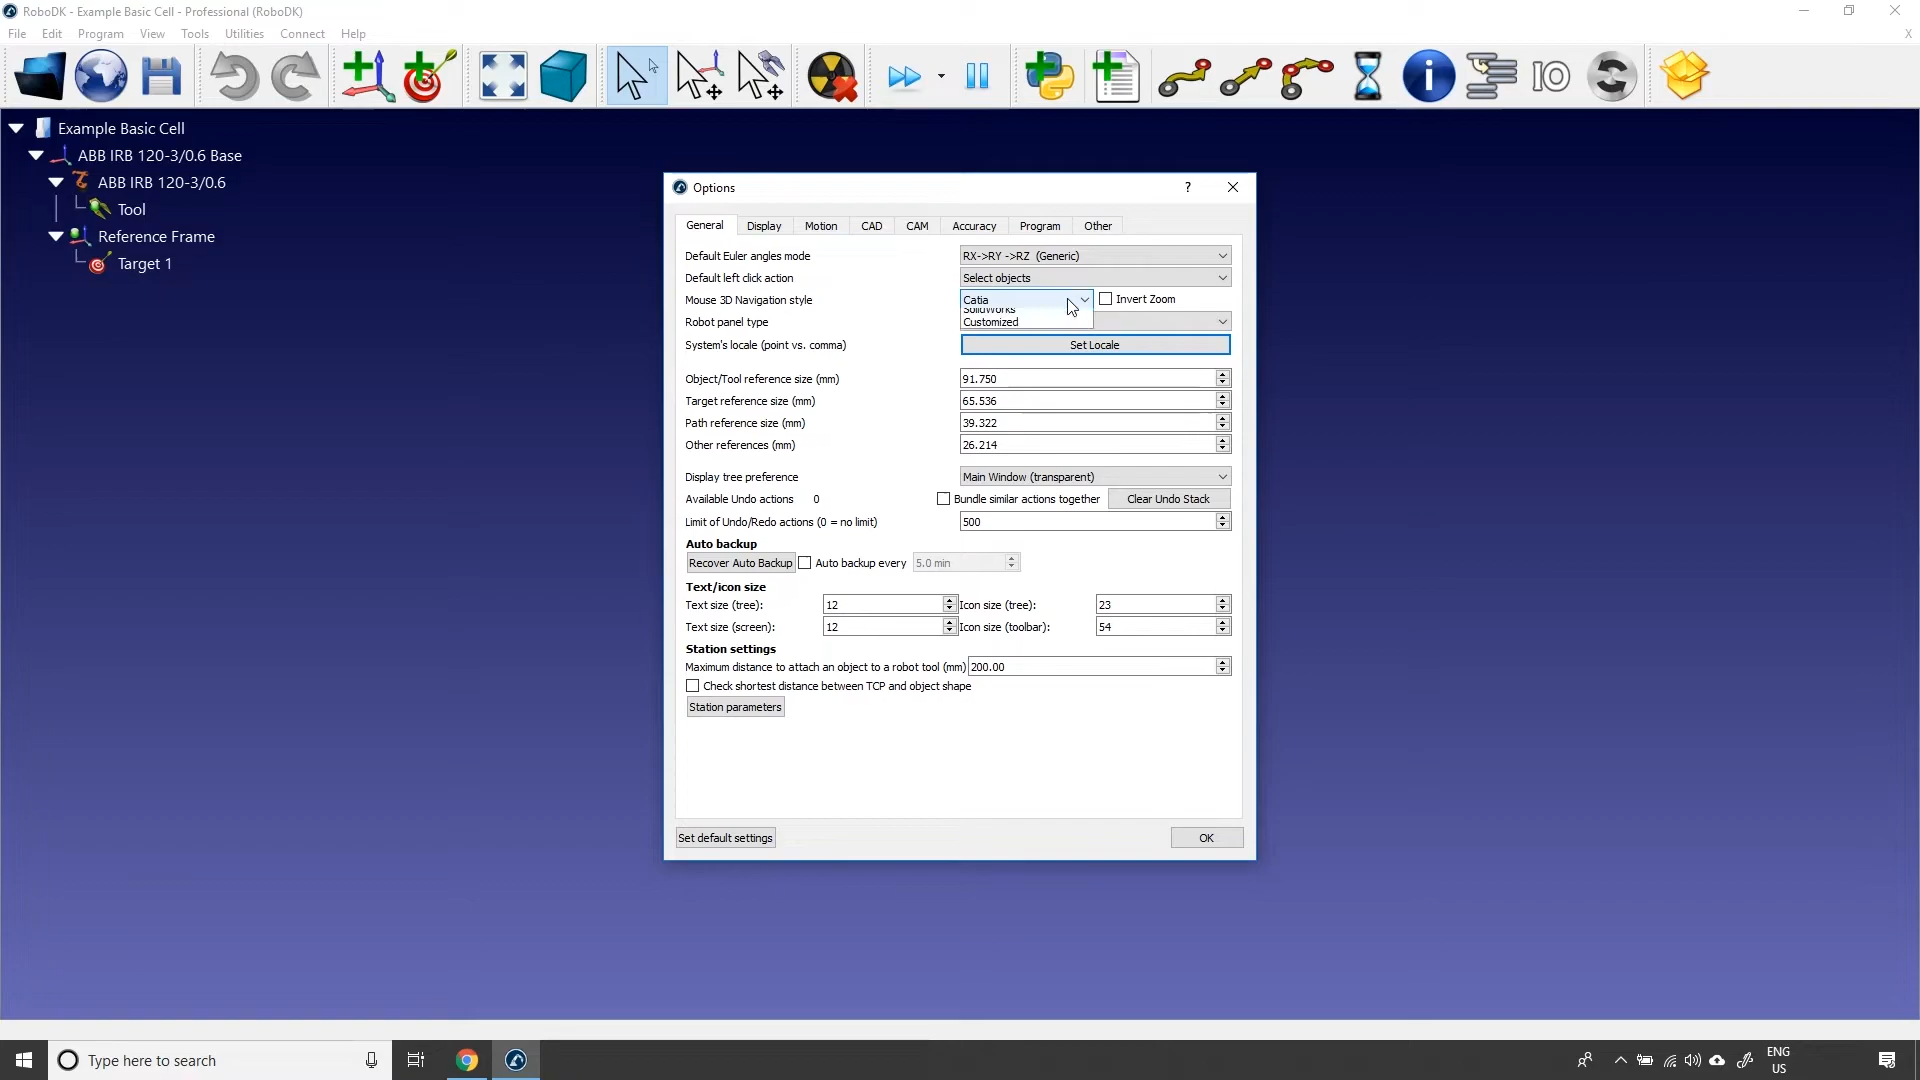 RoboDK - Example Basic Cell - Professional (RoboDK)
File Edit Program View Tools Utilities Connect Help X
IO
Example Basic Cell
ABB IRB 120-3/0.6 Base
ABB IRB 120-3/0.6
Tool
Reference Frame
Target 1
Options ?
General Display Motion CAD CAM Accuracy Program Other
Default Euler angles mode RX->RY ->RZ (Generic)
Default left click action Select objects
Mouse 3D Navigation style Catia Invert Zoom
SolidWorks
Robot panel type Customized
System's locale (point vs. comma) Set Locale
Object/Tool reference size (mm) 91.750
Target reference size (mm) 65.536
Path reference size (mm) 39.322
Other references (mm) 26.214
Display tree preference Main Window (transparent)
Available Undo actions 0 Bundle similar actions together Clear Undo Stack
Limit of Undo/Redo actions (0 = no limit) 500
Auto backup
Recover Auto Backup Auto backup every 5.0 min
Text/icon size
Text size (tree): 12 Icon size (tree): 23
Text size (screen): 12 Icon size (toolbar): 54
Station settings
Maximum distance to attach an object to a robot tool (mm) 200.00
Check shortest distance between TCP and object shape
Station parameters
Set default settings OK
Type here to search ENG
US